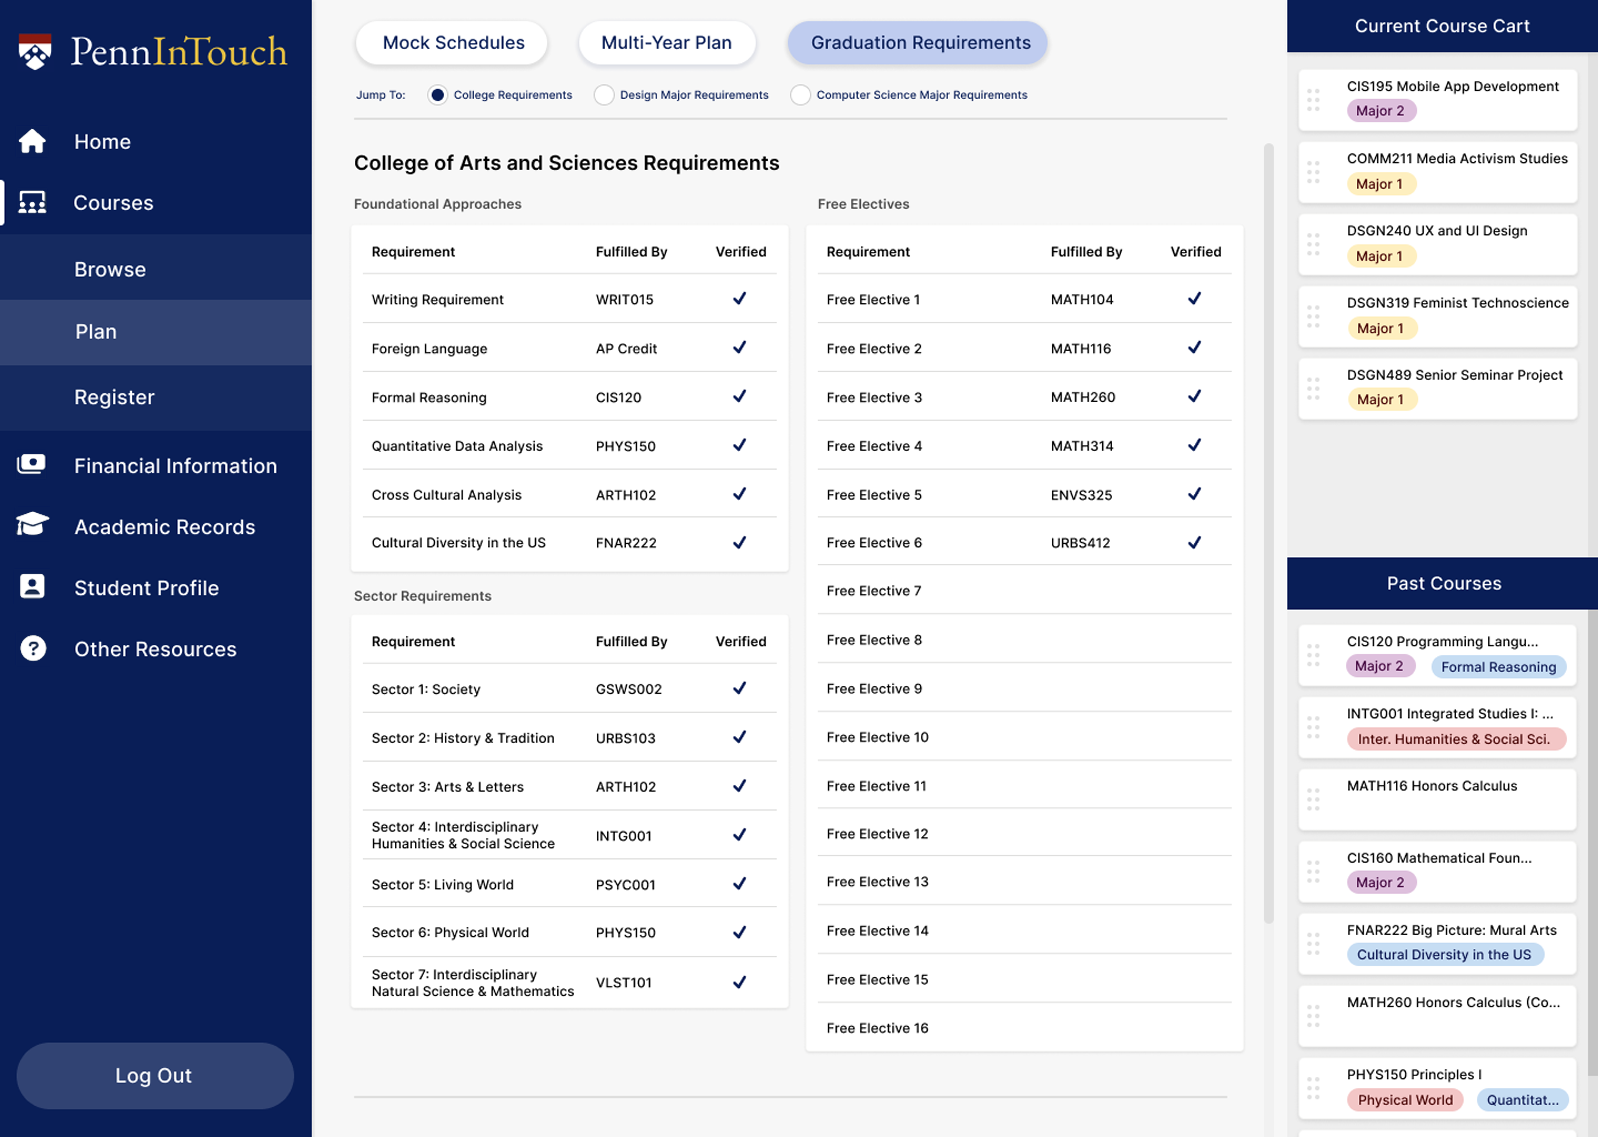 PennInTouch
Home
Courses
Browse
Plan
Register
Financial Information
Academic Records
Student Profile
Other Resources
Log Out
Mock Schedules
Multi-Year Plan
Graduation Requirements
Jump To:
College Requirements
Design Major Requirements
Computer Science Major Requirements
College of Arts and Sciences Requirements
Foundational Approaches
Requirement Fulfilled By Verified
Writing Requirement WRIT015
Foreign Language AP Credit
Formal Reasoning CIS120
Quantitative Data Analysis PHYS150
Cross Cultural Analysis ARTH102
Cultural Diversity in the US FNAR222
Sector Requirements
Requirement Fulfilled By Verified
Sector 1: Society GSWS002
Sector 2: History & Tradition URBS103
Sector 3: Arts & Letters ARTH102
Sector 4: Interdisciplinary
Humanities & Social Science INTG001
Sector 5: Living World PSYC001
Sector 6: Physical World PHYS150
Sector 7: Interdisciplinary
Natural Science & Mathematics VLST101
Free Electives
Requirement Fulfilled By Verified
Free Elective 1 MATH104
Free Elective 2 MATH116
Free Elective 3 MATH260
Free Elective 4 MATH314
Free Elective 5 ENVS325
Free Elective 6 URBS412
Free Elective 7
Free Elective 8
Free Elective 9
Free Elective 10
Free Elective 11
Free Elective 12
Free Elective 13
Free Elective 14
Free Elective 15
Free Elective 16
Current Course Cart
CIS195 Mobile App Development
Major 2
COMM211 Media Activism Studies
Major 1
DSGN240 UX and UI Design
Major 1
DSGN319 Feminist Technoscience
Major 1
DSGN489 Senior Seminar Project
Major 1
Past Courses
CIS120 Programming Langu...
Major 2 Formal Reasoning
INTG001 Integrated Studies I: ...
Inter. Humanities & Social Sci.
MATH116 Honors Calculus
CIS160 Mathematical Foun...
Major 2
FNAR222 Big Picture: Mural Arts
Cultural Diversity in the US
MATH260 Honors Calculus (Co...
PHYS150 Principles I
Physical World Quantitat...